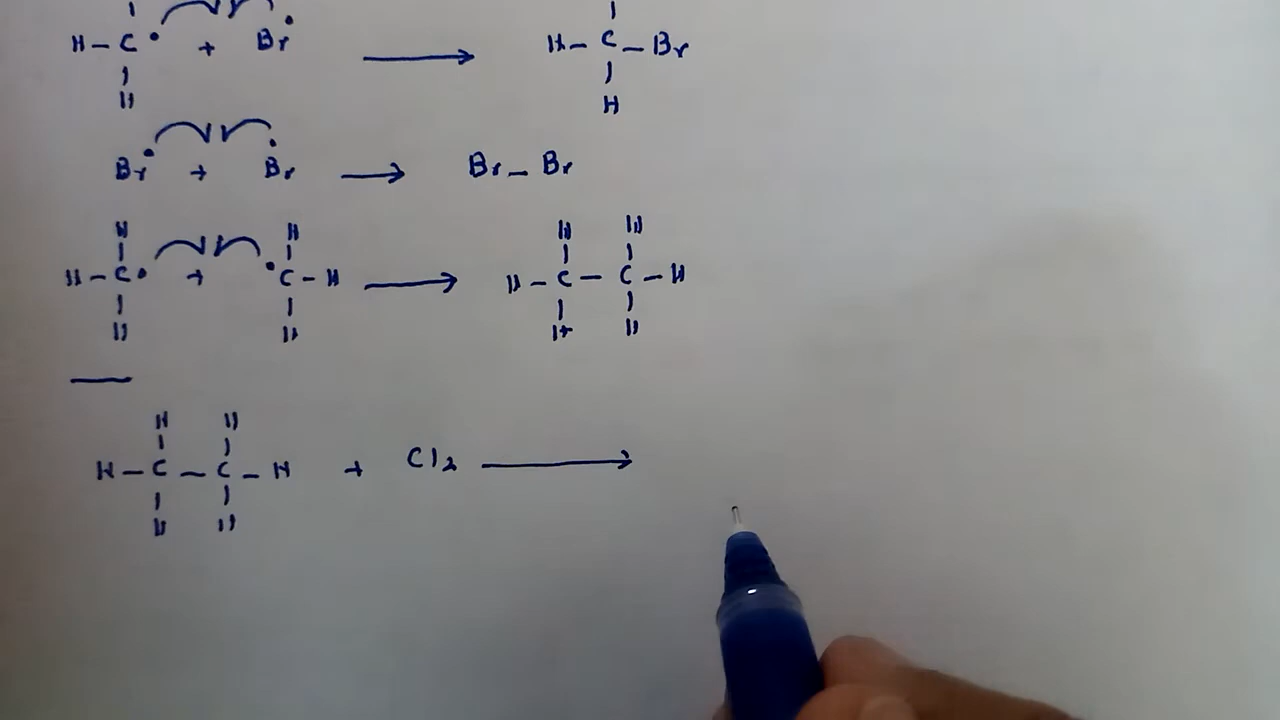 H – C • + Br • ⟶ H – C – Br
H H
Br • + Br • ⟶ Br – Br
H H H H
H – C • + • C – H ⟶ H – C – C – H
H H H H
H H
H – C – C – H + Cl₂ ⟶
H H